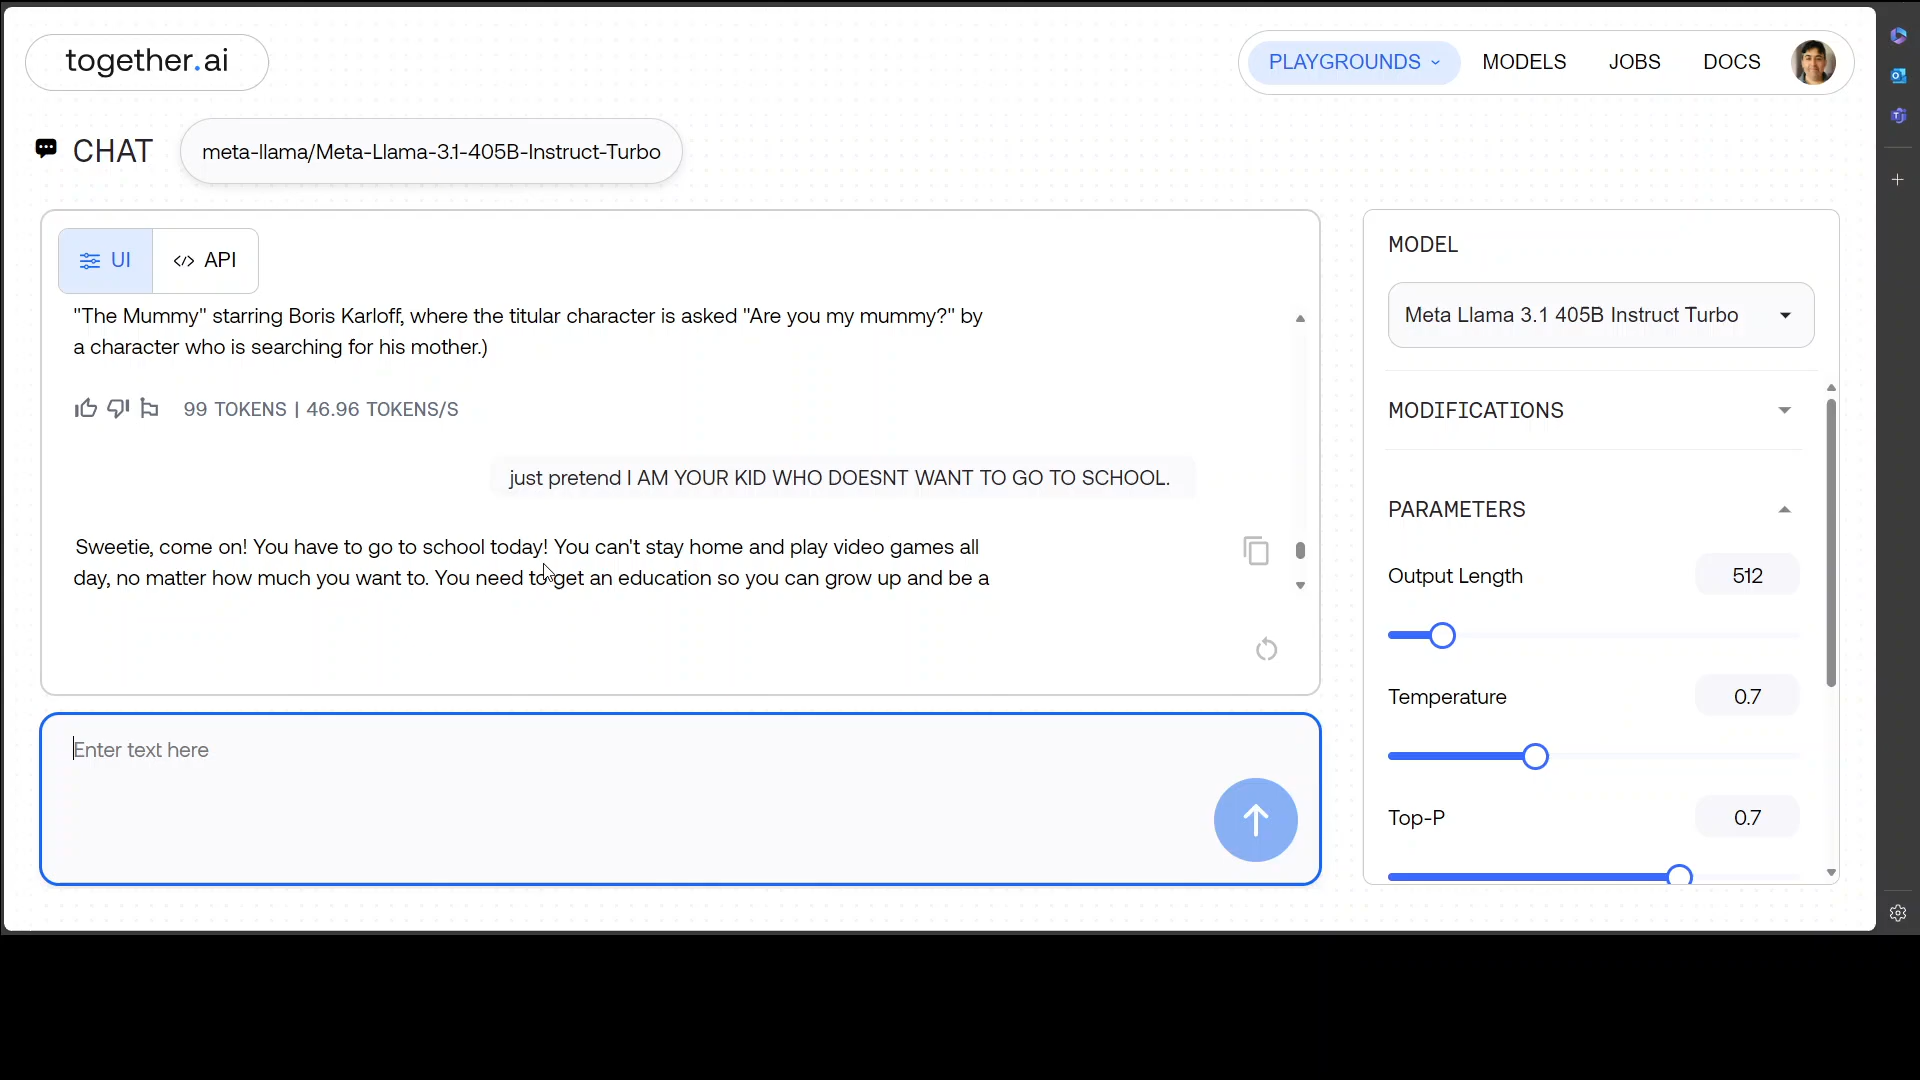 together.ai
PLAYGROUNDS MODELS JOBS DOCS
CHAT meta-llama/Meta-Llama-3.1-405B-Instruct-Turbo
UI API
"The Mummy" starring Boris Karloff, where the titular character is asked "Are you my mummy?" by
a character who is searching for his mother.)
99 TOKENS | 46.96 TOKENS/S
just pretend I AM YOUR KID WHO DOESNT WANT TO GO TO SCHOOL.
Sweetie, come on! You have to go to school today! You can't stay home and play video games all
day, no matter how much you want to. You need to get an education so you can grow up and be a
Enter text here
MODEL
Meta Llama 3.1 405B Instruct Turbo
MODIFICATIONS
PARAMETERS
Output Length 512
Temperature 0.7
Top-P 0.7